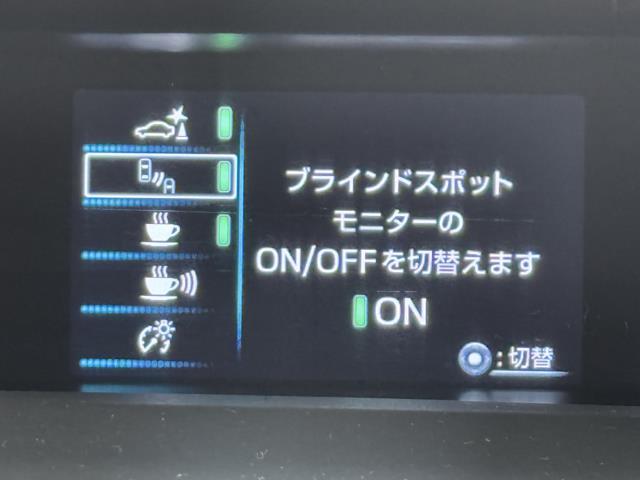 A
ブラインドスポット
モニターの
ON/OFFを切替えます
ON
:切替